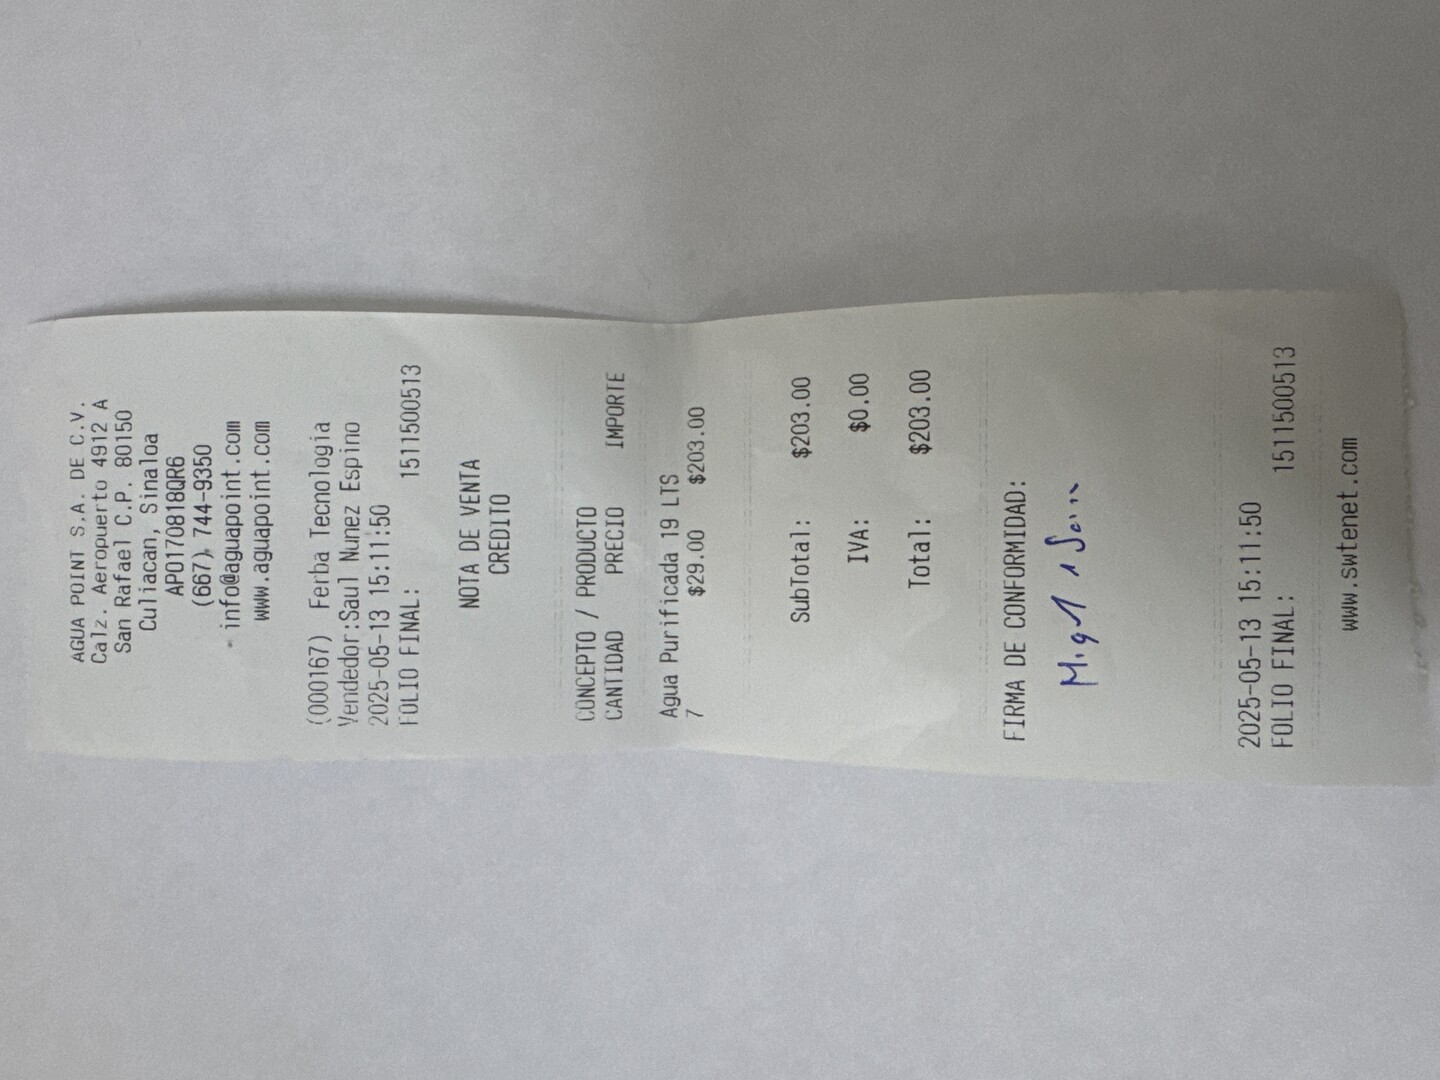 AGUA POINT S.A. DE C.V.
Calz. Aeropuerto 4912 A
San Rafael C.P. 80150
Culiacan, Sinaloa
APO170818QR6
(667) 744-9350
info@aguapoint.com
www.aguapoint.com
(000167) Ferba Tecnologia
Vendedor:Saul Nunez Espino
2025-05-13 15:11:50
FOLIO FINAL: 1511500513
NOTA DE VENTA
CREDITO
CONCEPTO / PRODUCTO
CANTIDAD PRECIO IMPORTE
Agua Purificada 19 LTS
7 $29.00 $203.00
SubTotal: $203.00
IVA: $0.00
Total: $203.00
FIRMA DE CONFORMIDAD:
2025-05-13 15:11:50
FOLIO FINAL: 1511500513
www.swtenet.com